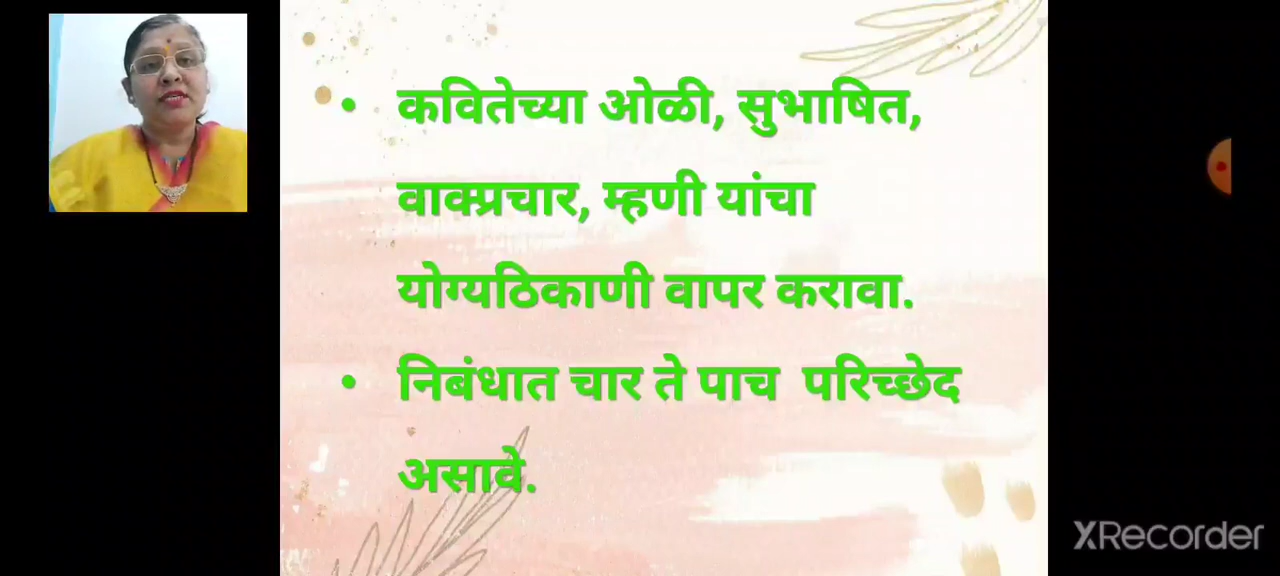 • कवितेच्या ओळी, सुभाषित,
वाक्प्रचार, म्हणी यांचा
योग्यठिकाणी वापर करावा.
• निबंधात चार ते पाच परिच्छेद
असावे.
XRecorder